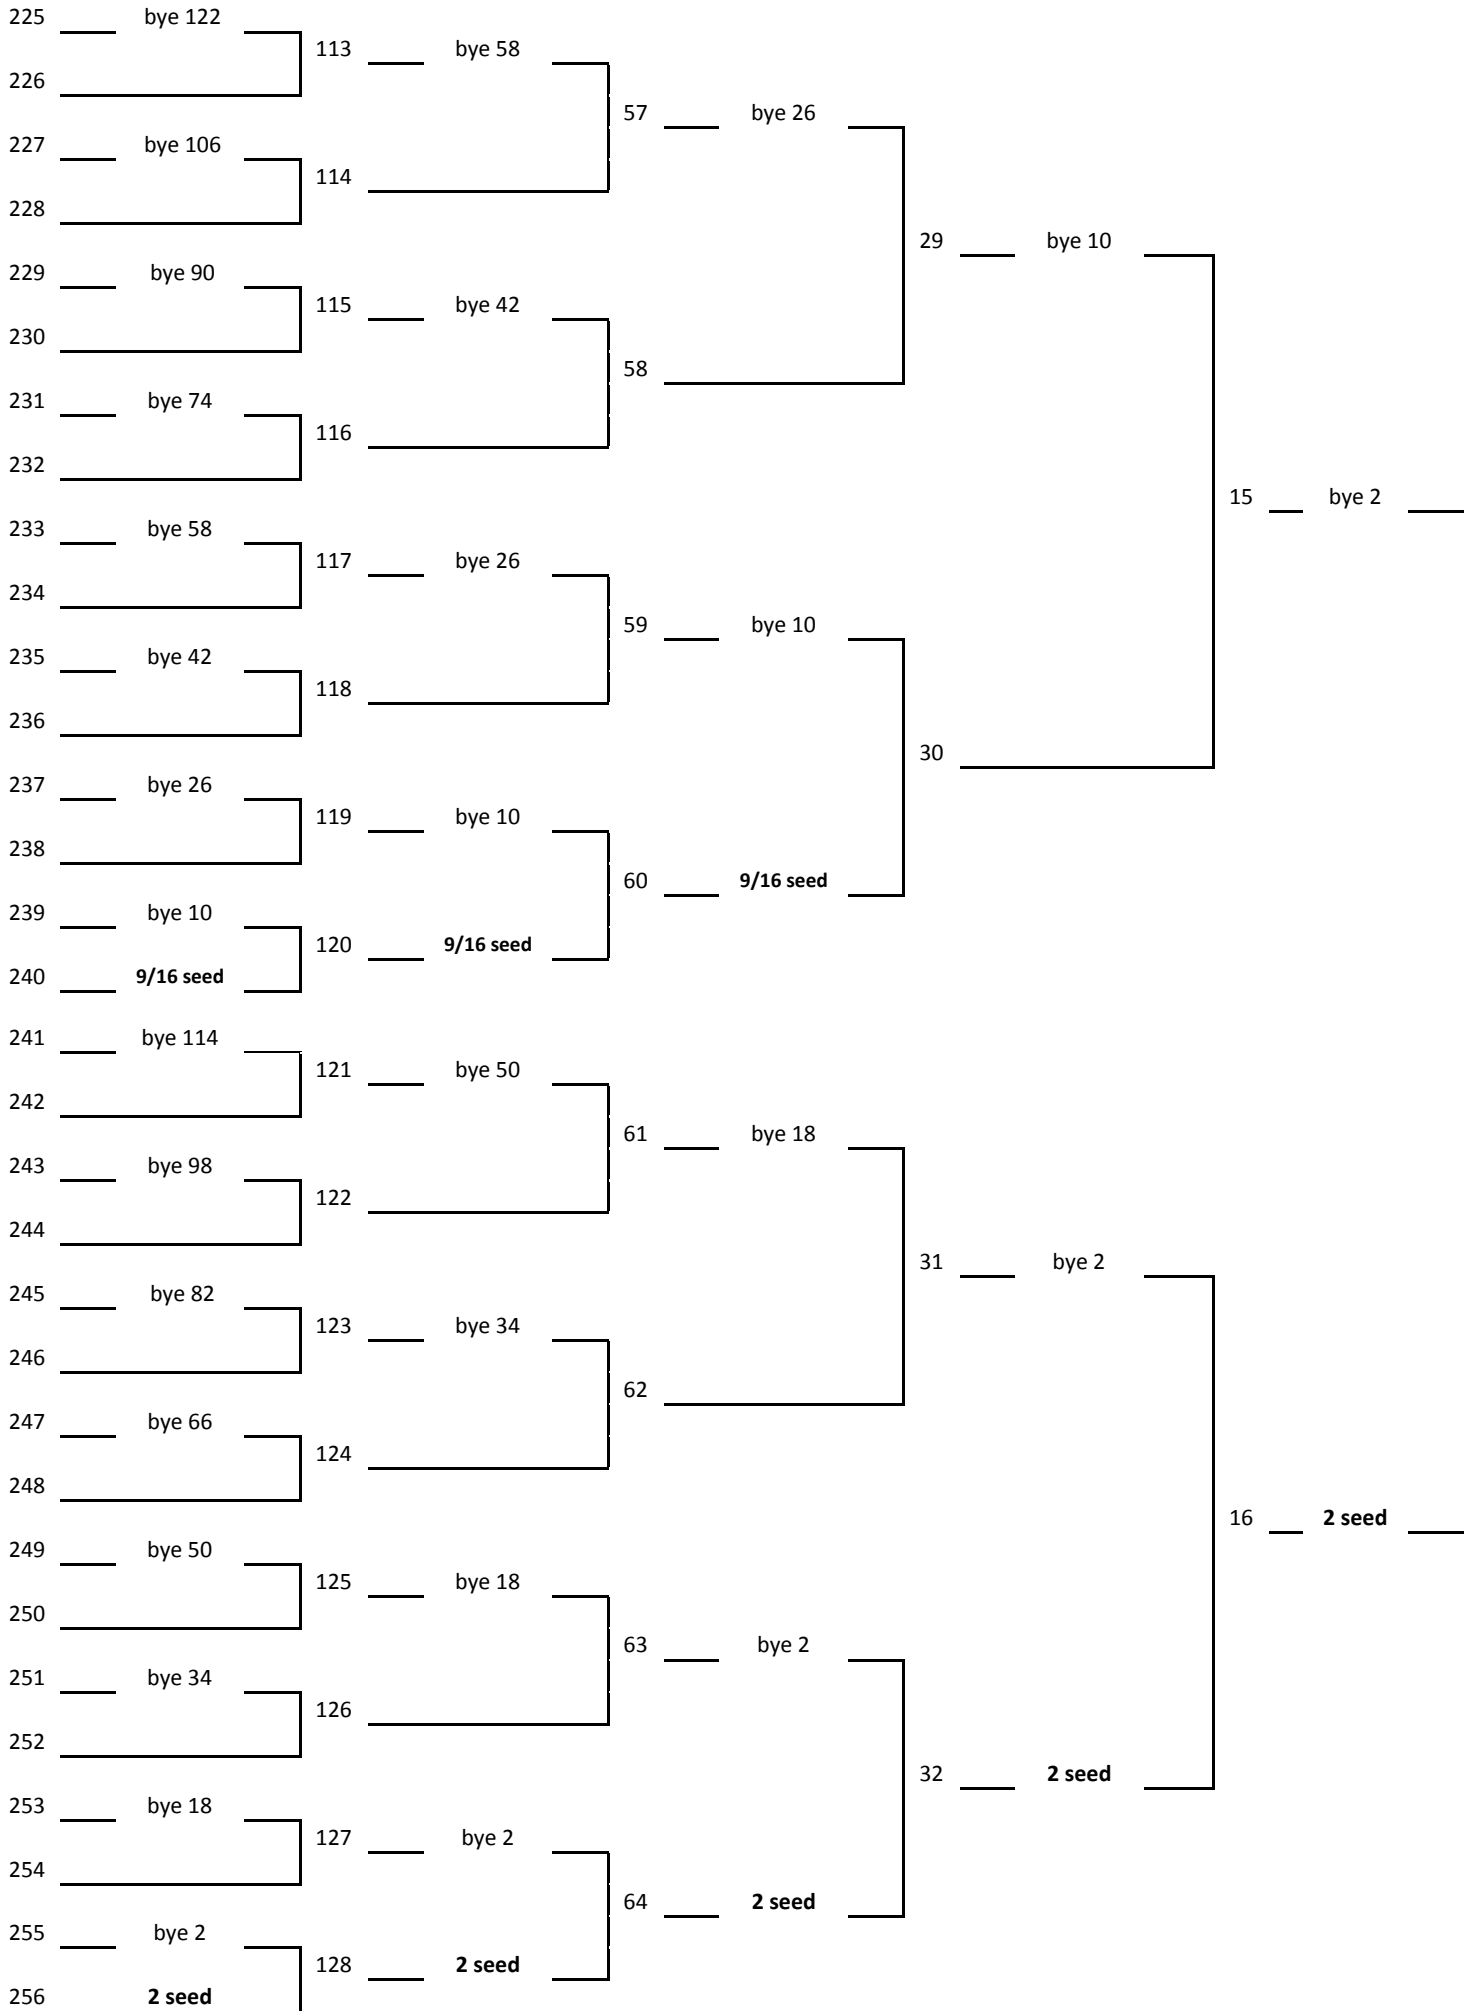 225 bye 122
113 bye 58
226
57 bye 26
227 bye 106
114
228
29 bye 10
229 bye 90
115 bye 42
230
58
231 bye 74
116
232
15 bye 2
233 bye 58
117 bye 26
234
59 bye 10
235 bye 42
118
236
30
237 bye 26
119 bye 10
238
60 9/16 seed
239 bye 10
120 9/16 seed
240 9/16 seed
241 bye 114
121 bye 50
242
61 bye 18
243 bye 98
122
244
31 bye 2
245 bye 82
123 bye 34
246
62
247 bye 66
124
248
16 2 seed
249 bye 50
125 bye 18
250
63 bye 2
251 bye 34
126
252
32 2 seed
253 bye 18
127 bye 2
254
64 2 seed
255 bye 2
128 2 seed
256 2 seed